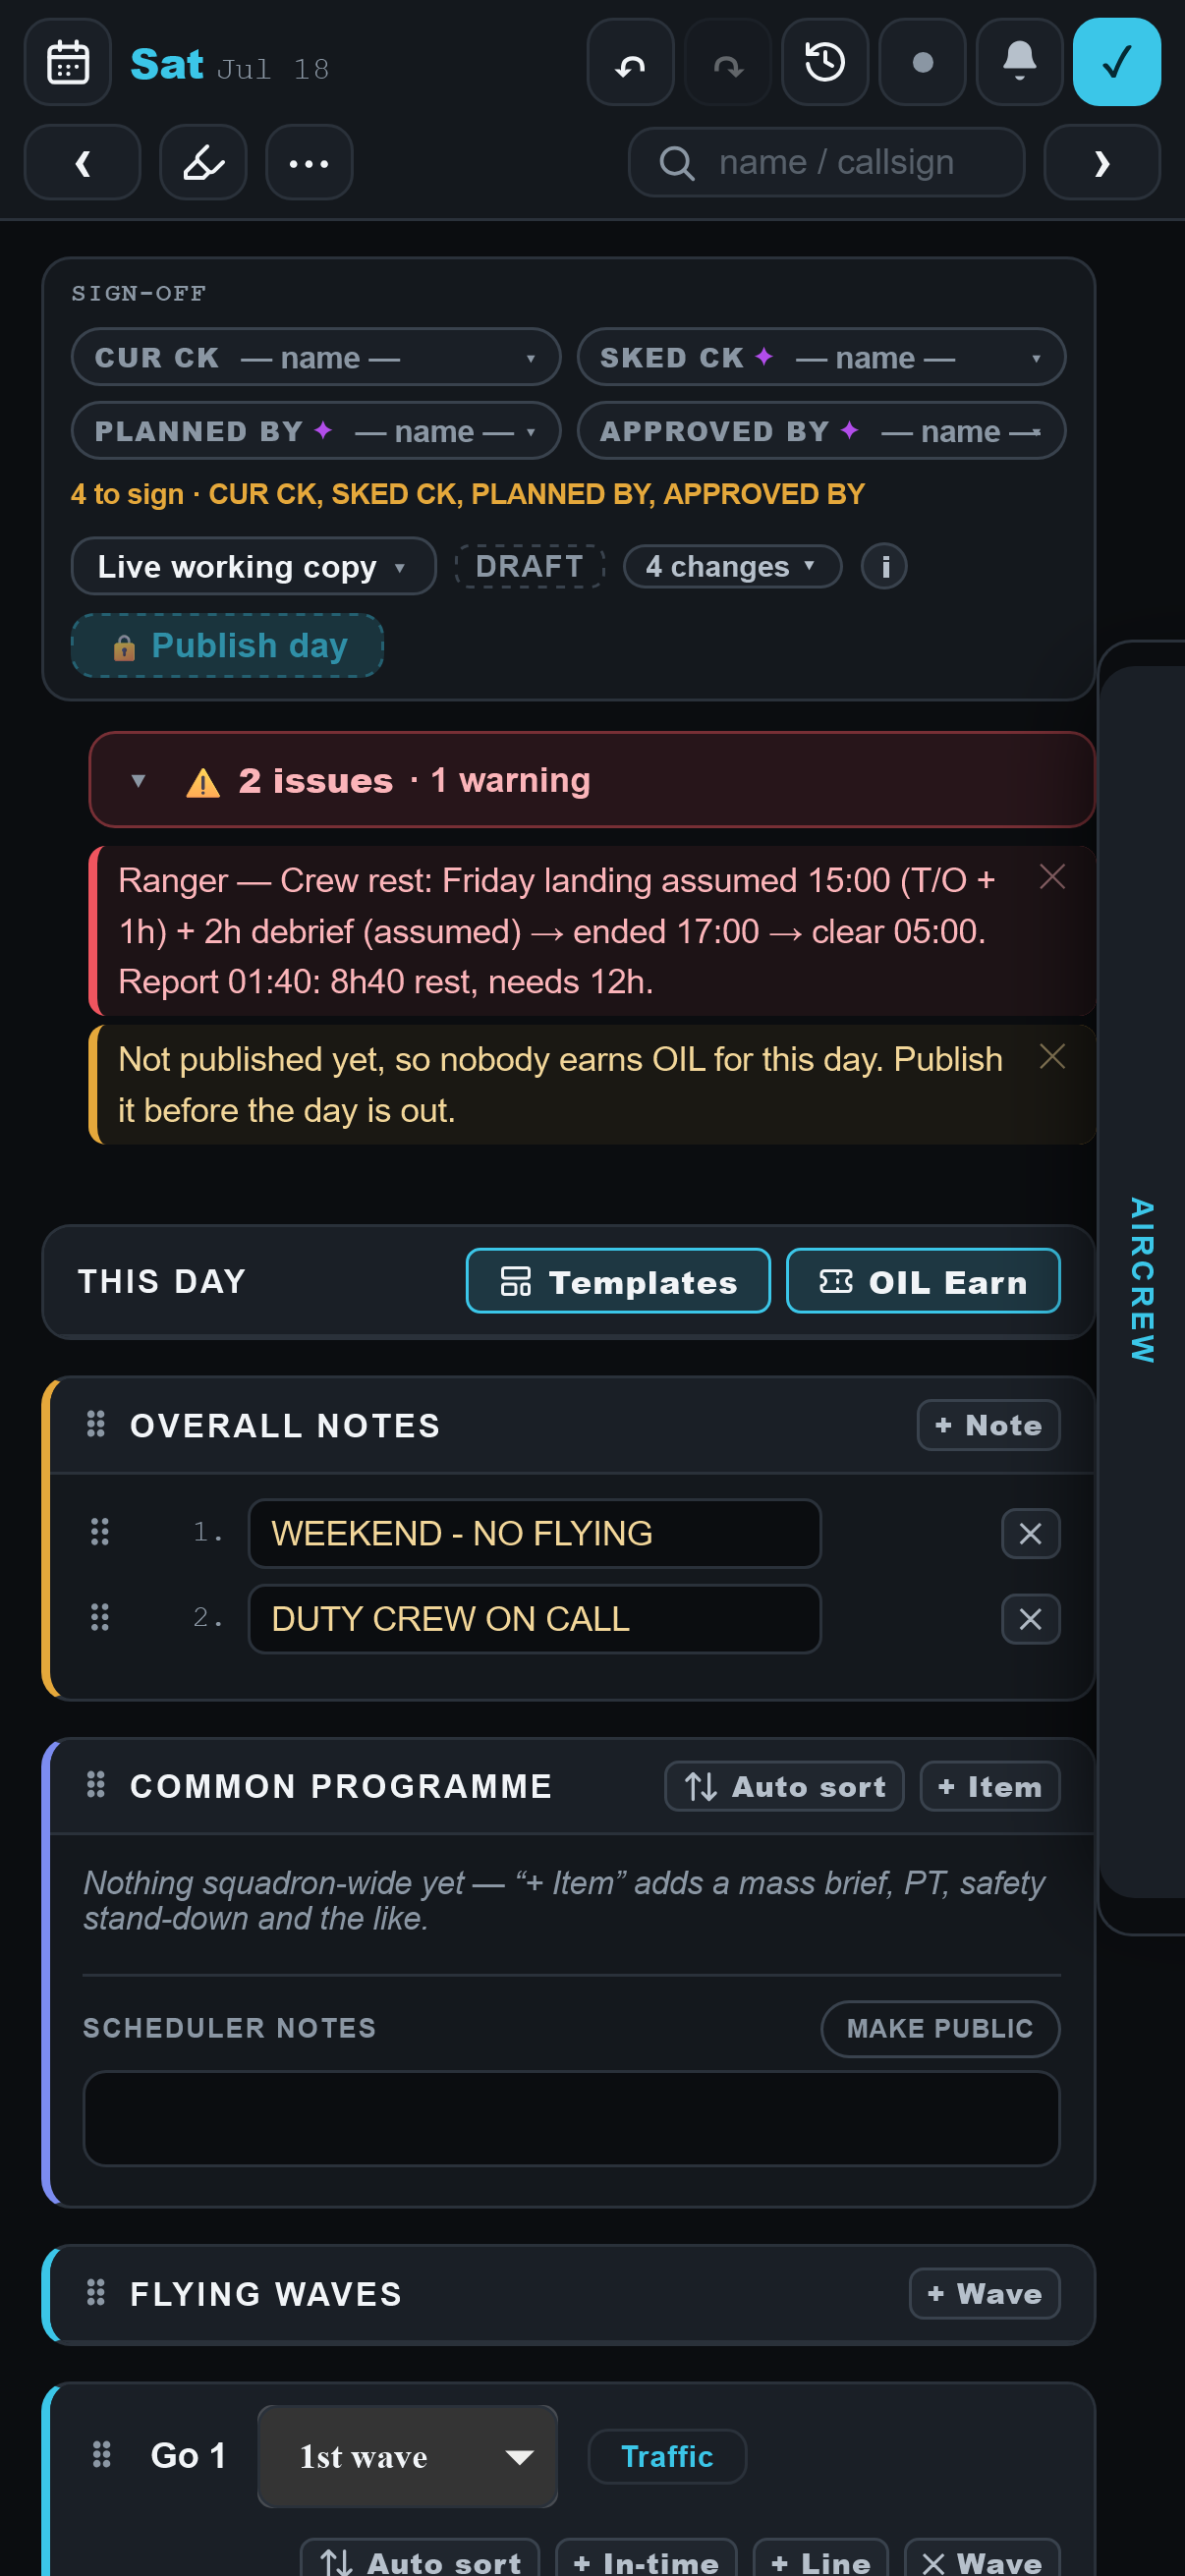 Sat Jul 18
name / callsign
SIGN-OFF
CUR CK — name —
SKED CK — name —
PLANNED BY — name —
APPROVED BY — name —
4 to sign · CUR CK, SKED CK, PLANNED BY, APPROVED BY
Live working copy DRAFT 4 changes i
Publish day
2 issues · 1 warning
Ranger — Crew rest: Friday landing assumed 15:00 (T/O +
1h) + 2h debrief (assumed) → ended 17:00 → clear 05:00.
Report 01:40: 8h40 rest, needs 12h.
Not published yet, so nobody earns OIL for this day. Publish
it before the day is out.
AIRCREW
THIS DAY Templates OIL Earn
OVERALL NOTES + Note
1. WEEKEND - NO FLYING
2. DUTY CREW ON CALL
COMMON PROGRAMME Auto sort + Item
Nothing squadron-wide yet — “+ Item” adds a mass brief, PT, safety
stand-down and the like.
SCHEDULER NOTES MAKE PUBLIC
FLYING WAVES + Wave
Go 1 1st wave Traffic
Auto sort + In-time + Line × Wave